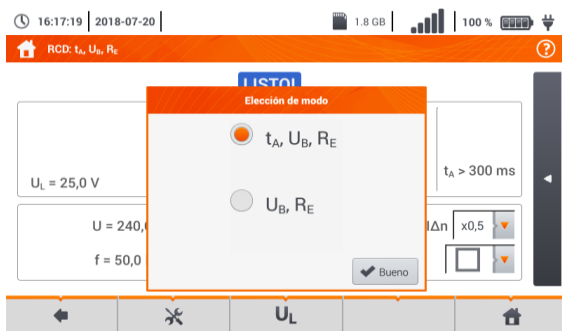 16:17:19 2018-07-20 1.8 GB 100 %
RCD: tA, UB, RE ?
LISTO!
Elección de modo
tA, UB, RE
UB, RE
UL = 25,0 V
tA > 300 ms
U = 240,
IΔn x0,5
f = 50,0
Bueno
UL